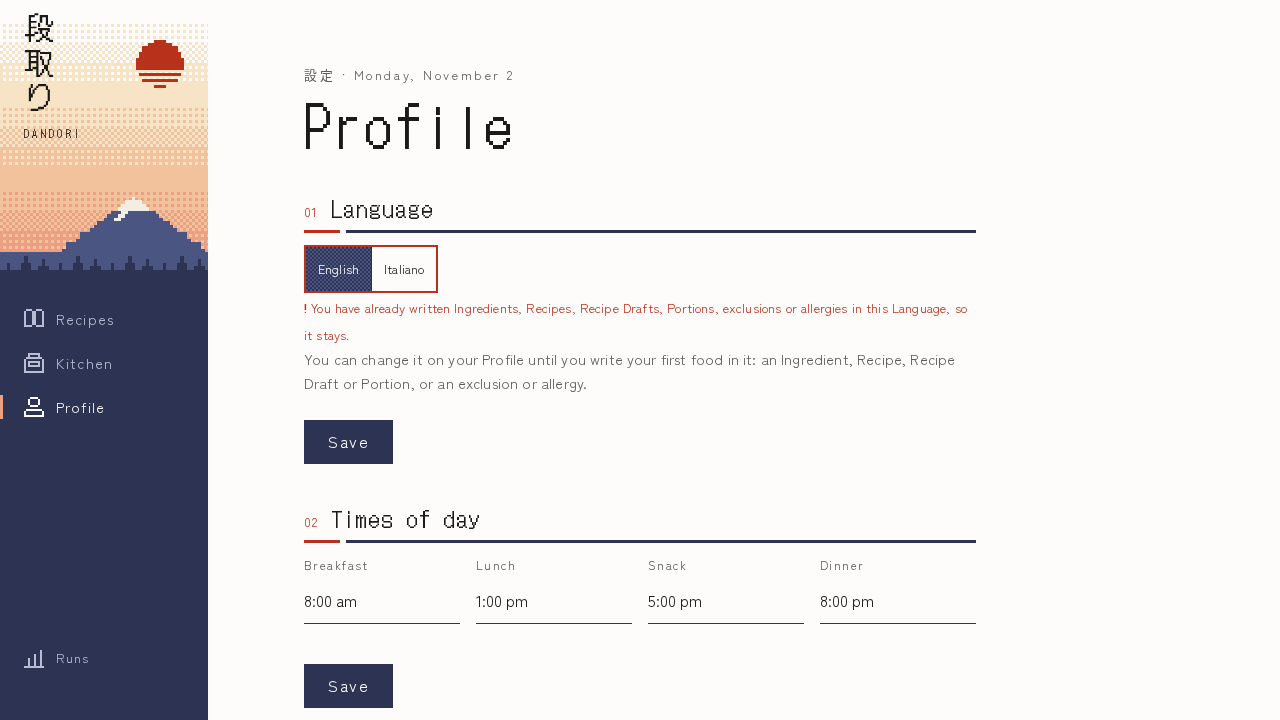 段取り
DANDORI
Recipes
Kitchen
Profile
Runs
設定 · Monday, November 2
Profile
01 Language
English Italiano
! You have already written Ingredients, Recipes, Recipe Drafts, Portions, exclusions or allergies in this Language, so
it stays.
You can change it on your Profile until you write your first food in it: an Ingredient, Recipe, Recipe
Draft or Portion, or an exclusion or allergy.
Save
02 Times of day
Breakfast Lunch Snack Dinner
8:00 am 1:00 pm 5:00 pm 8:00 pm
Save